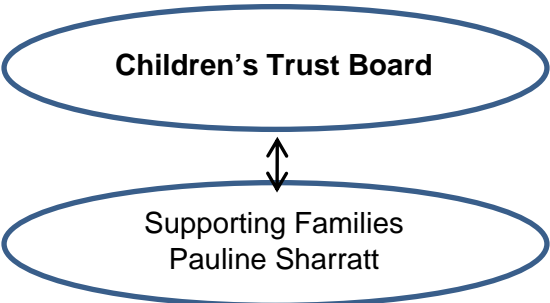 Children’s Trust Board
Supporting Families
Pauline Sharratt